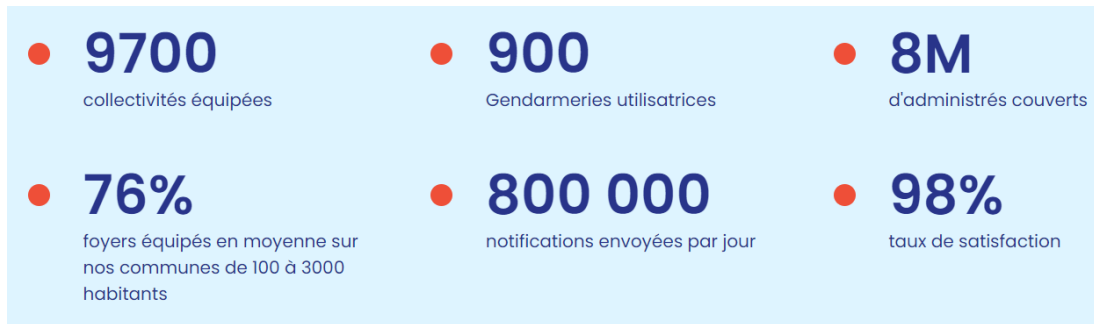 9700
collectivités équipées
900
Gendarmeries utilisatrices
8M
d'administrés couverts
76%
foyers équipés en moyenne sur
nos communes de 100 à 3000
habitants
800 000
notifications envoyées par jour
98%
taux de satisfaction